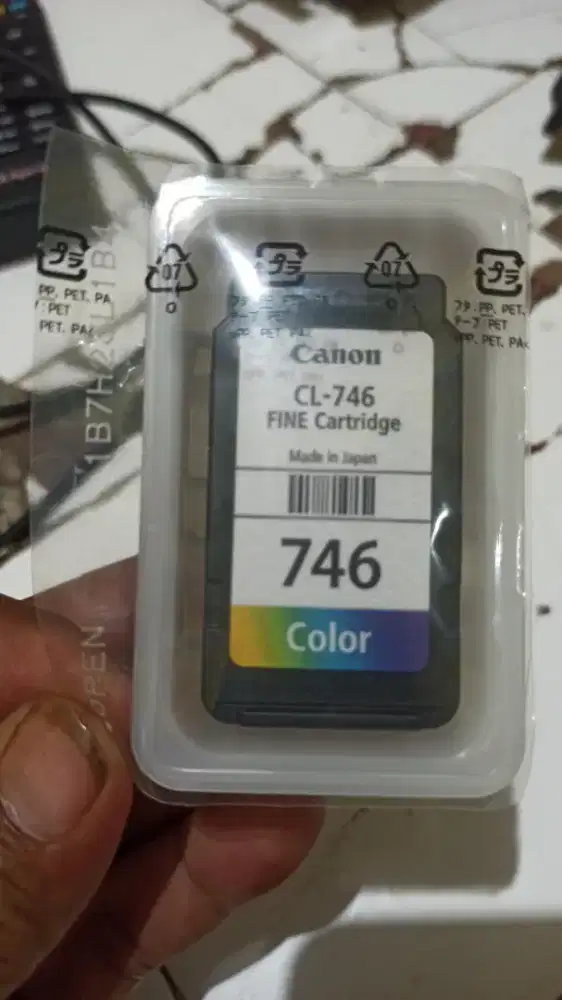 プラ
07
プラ
07
プラ
PP, PET, PA
PET
PET, PA
PP, PET,
PET
PP, PET, PA
Canon
CL-746
FINE Cartridge
Made in Japan
746
Color
OPEN